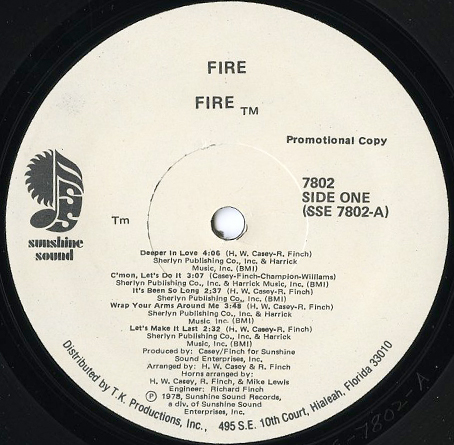 FIRE
FIRE TM
Promotional Copy
7802
SIDE ONE
(SSE 7802-A)
sunshine
sound
Tm
Deeper in Love 4:06 (H. W. Casey-R. Finch)
Sherlyn Publishing Co., Inc. & Harrick
Music, Inc. (BMI)
C'mon, Let's Do It 3:07 (Casey-Finch-Champion-Williams)
Sherlyn Publishing Co., Inc. & Harrick Music, Inc. (BMI)
It's Been So Long 2:37 (H. W. Casey-R. Finch)
Sherlyn Publishing Co., Inc. & Harrick Music, Inc.
(BMI)
Wrap Your Arms Around Me 3:48 (H. W. Casey-R. Finch)
Sherlyn Publishing Co., Inc. & Harrick
Music Inc. (BMI)
Let's Make it Last 2:32 (H. W. Casey-R. Finch)
Sherlyn Publishing Co., Inc. & Harrick
Music, Inc. (BMI)
Produced by: Casey/Finch for Sunshine
Sound Enterprises, Inc.
Arranged by: H. W. Casey & R. Finch
Horns arranged by:
H. W. Casey, R. Finch, & Mike Lewis
Engineer: Richard Finch
℗ 1978, Sunshine Sound Records,
a div. of Sunshine Sound
Enterprises, Inc.
Distributed by T. K. Productions, Inc., 495 S.E. 10th Court, Hialeah, Florida 33010